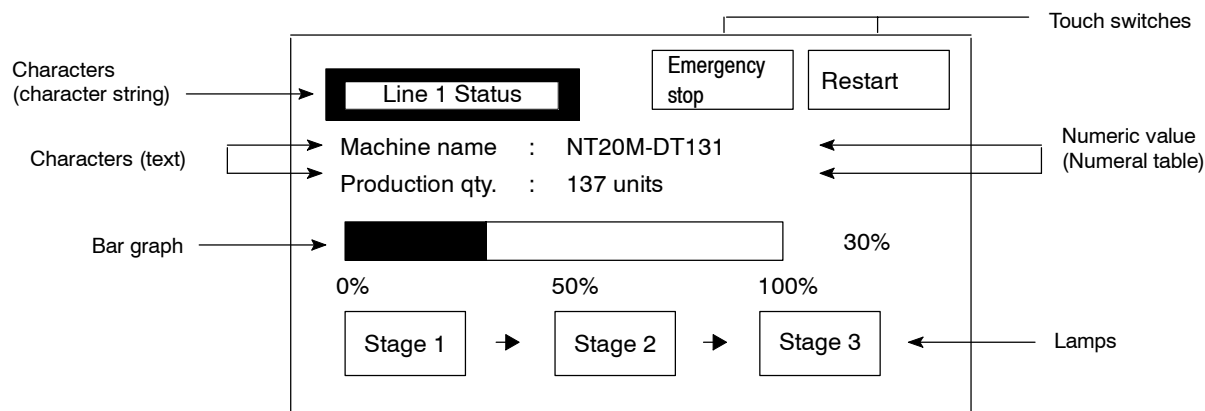 Touch switches
Characters
(character string)
Line 1 Status
Emergency
stop
Restart
Characters (text)
Machine name : NT20M-DT131
Production qty. : 137 units
Numeric value
(Numeral table)
Bar graph
30%
0% 50% 100%
Stage 1 Stage 2 Stage 3
Lamps